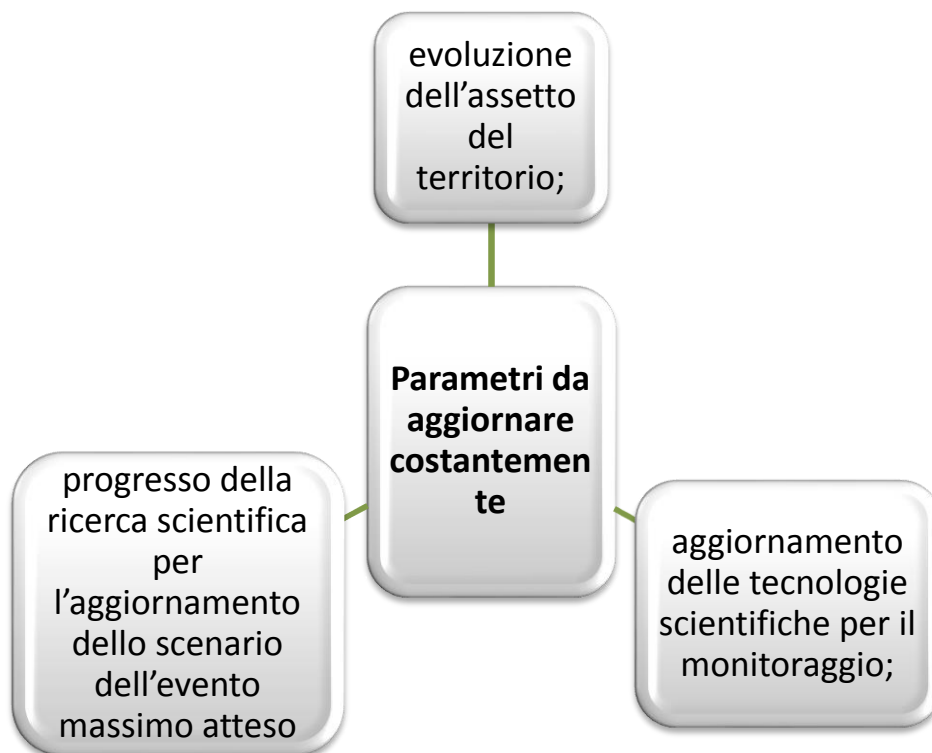 evoluzione
dell’assetto
del
territorio;
Parametri da
aggiornare
costantemen
te
progresso della
ricerca scientifica
per
l’aggiornamento
dello scenario
dell’evento
massimo atteso
aggiornamento
delle tecnologie
scientifiche per il
monitoraggio;